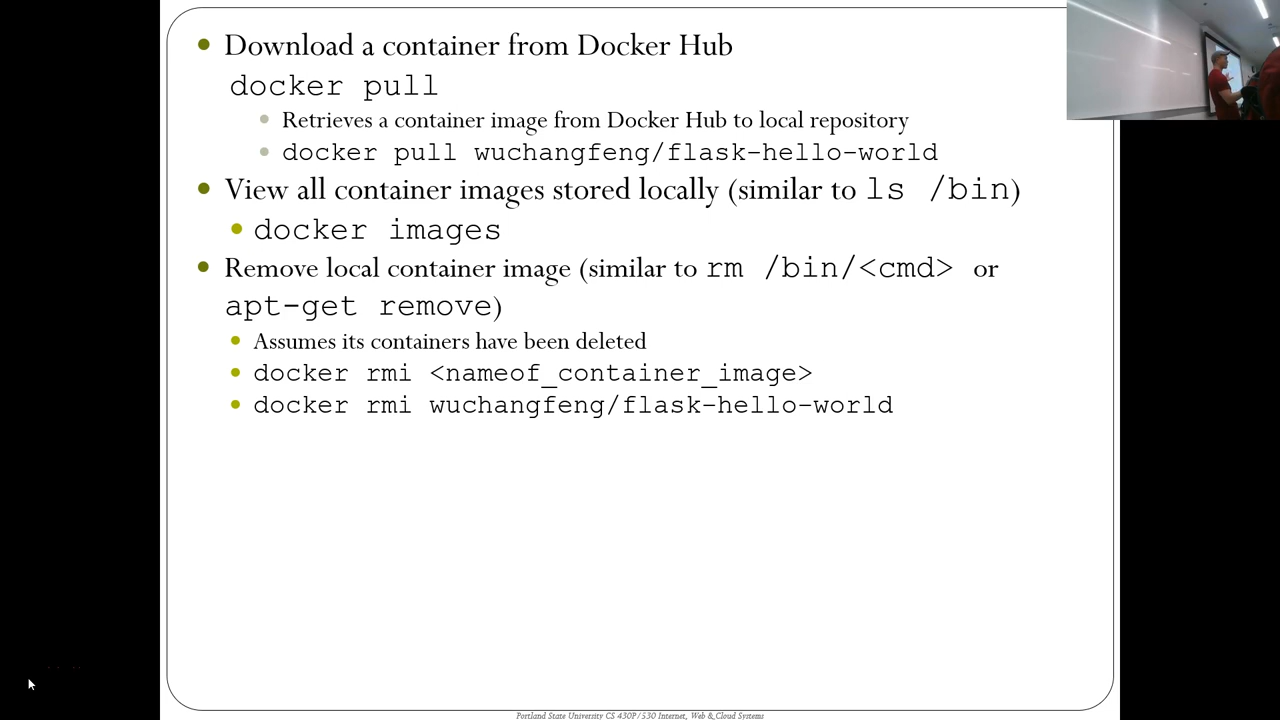 Download a container from Docker Hub
docker pull
Retrieves a container image from Docker Hub to local repository
docker pull wuchangfeng/flask-hello-world
View all container images stored locally (similar to ls /bin)
docker images
Remove local container image (similar to rm /bin/<cmd> or
apt-get remove)
Assumes its containers have been deleted
docker rmi <nameof_container_image>
docker rmi wuchangfeng/flask-hello-world
Portland State University CS 430P/530 Internet, Web & Cloud Systems